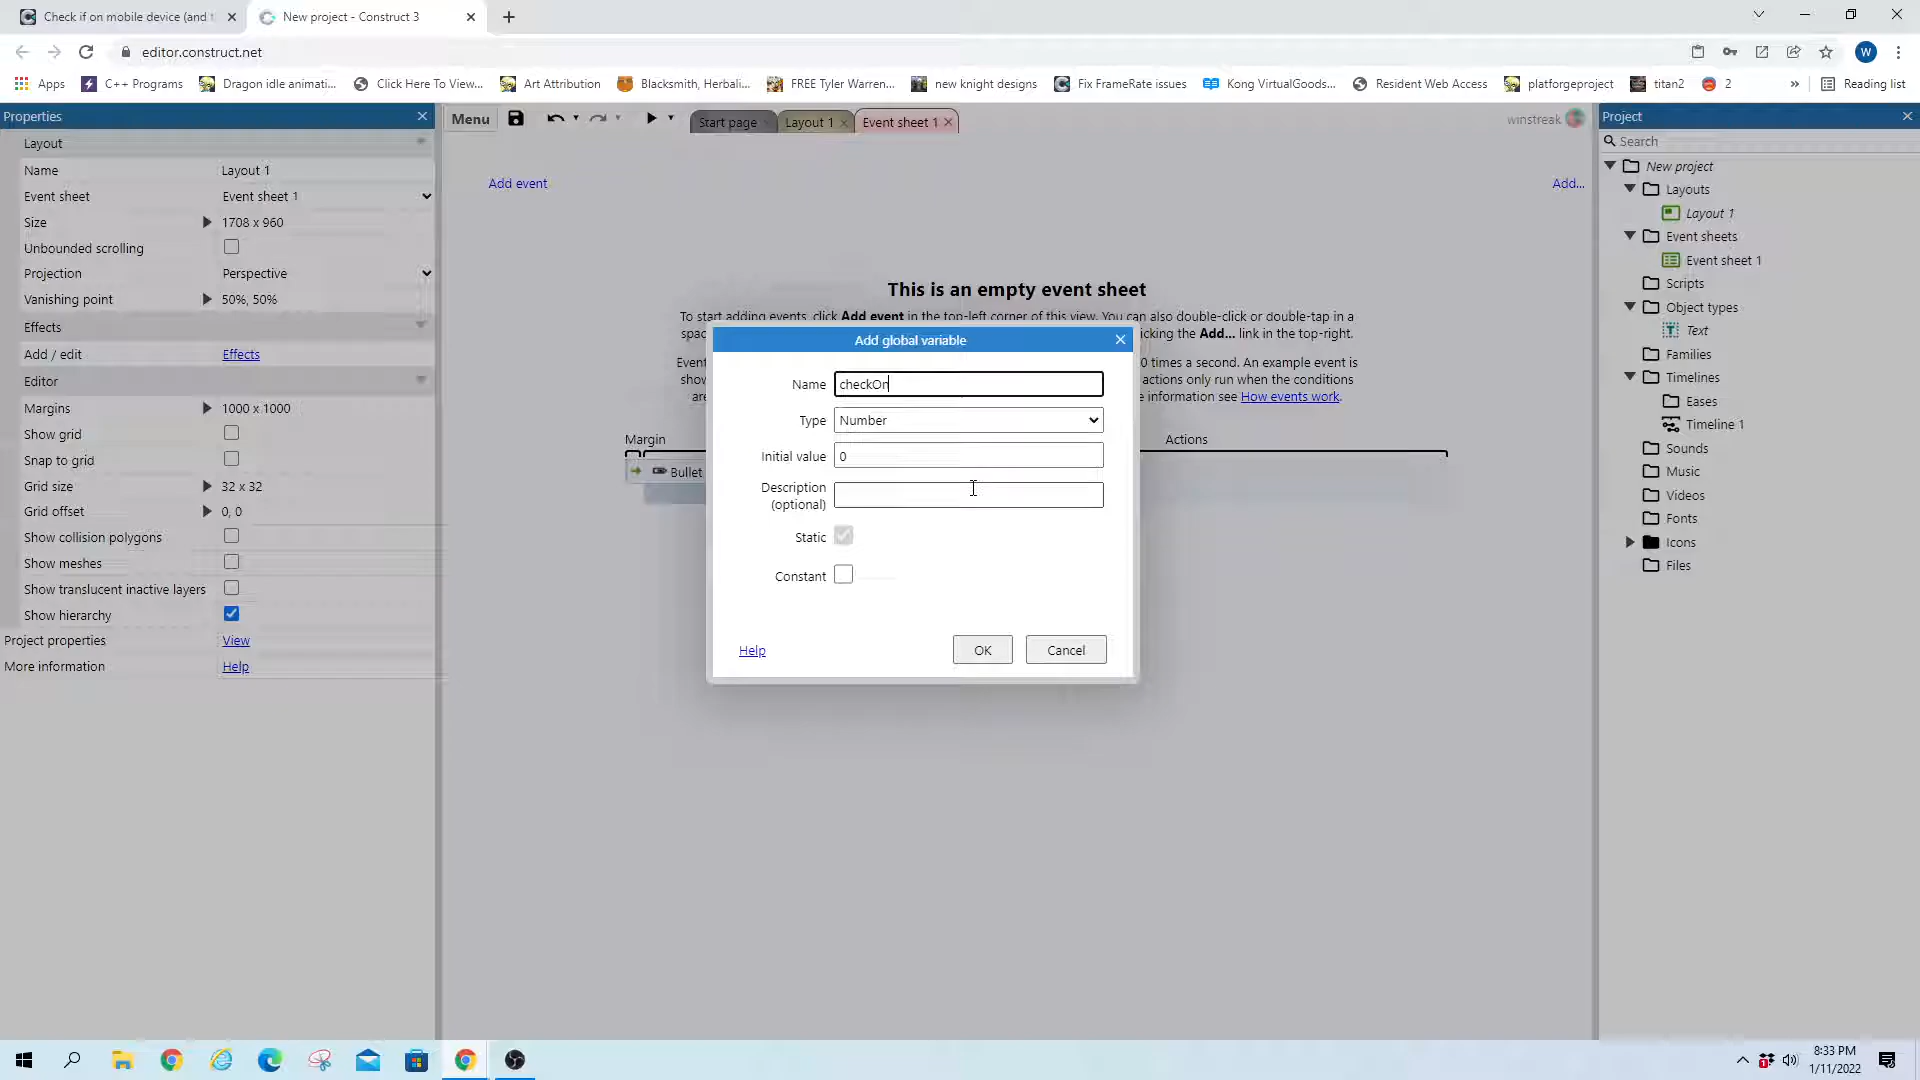 Check if on mobile device (and t
New project - Construct 3
editor.construct.net
W
Apps
C++ Programs
Dragon idle animati...
Click Here To View...
Art Attribution
Blacksmith, Herbali...
FREE Tyler Warren...
new knight designs
Fix FrameRate issues
Kong VirtualGoods...
Resident Web Access
platforgeproject
titan2
2
»
Reading list
Properties
Menu
Start page
Layout 1
Event sheet 1
winstreak
Project
Layout
Name Layout 1
Event sheet Event sheet 1
Size 1708 x 960
Unbounded scrolling
Projection Perspective
Vanishing point 50%, 50%
Effects
Add / edit Effects
Editor
Margins 1000 x 1000
Show grid
Snap to grid
Grid size 32 x 32
Grid offset 0, 0
Show collision polygons
Show meshes
Show translucent inactive layers
Show hierarchy
Project properties View
More information Help
Add event
Add...
This is an empty event sheet
To start adding events, click Add event in the top-left corner of this view. You can also double-click or double-tap in a
spac
icking the Add... link in the top-right.
Even
0 times a second. An example event is
show
actions only run when the conditions
are
e information see How events work.
Margin
Actions
Bullet
Add global variable
Name checkOn
Type Number
Initial value 0
Description
(optional)
Static
Constant
Help
OK
Cancel
Search
New project
Layouts
Layout 1
Event sheets
Event sheet 1
Scripts
Object types
Text
Families
Timelines
Eases
Timeline 1
Sounds
Music
Videos
Fonts
Icons
Files
8:33 PM
1/11/2022